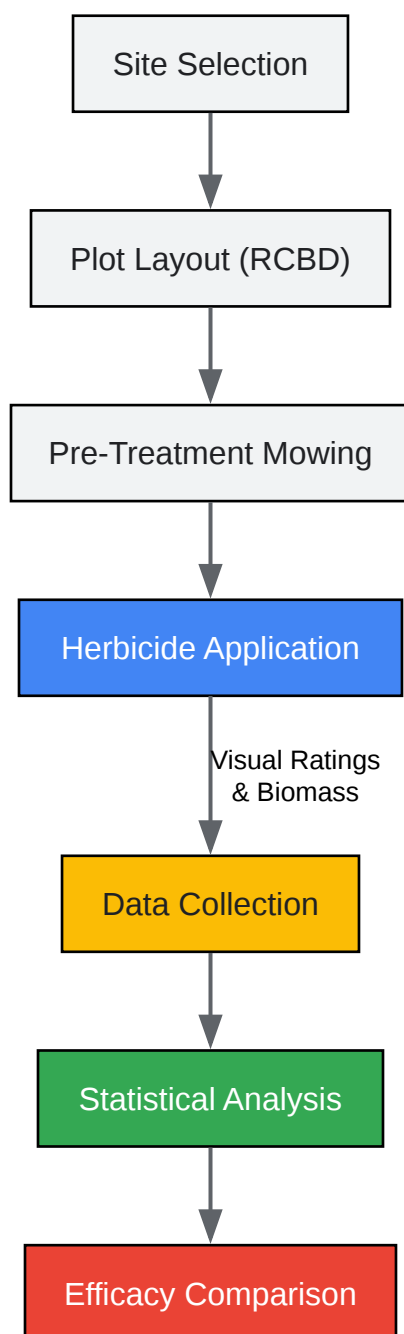 Site Selection
Plot Layout (RCBD)
Pre-Treatment Mowing
Herbicide Application
Visual Ratings
& Biomass
Data Collection
Statistical Analysis
Efficacy Comparison